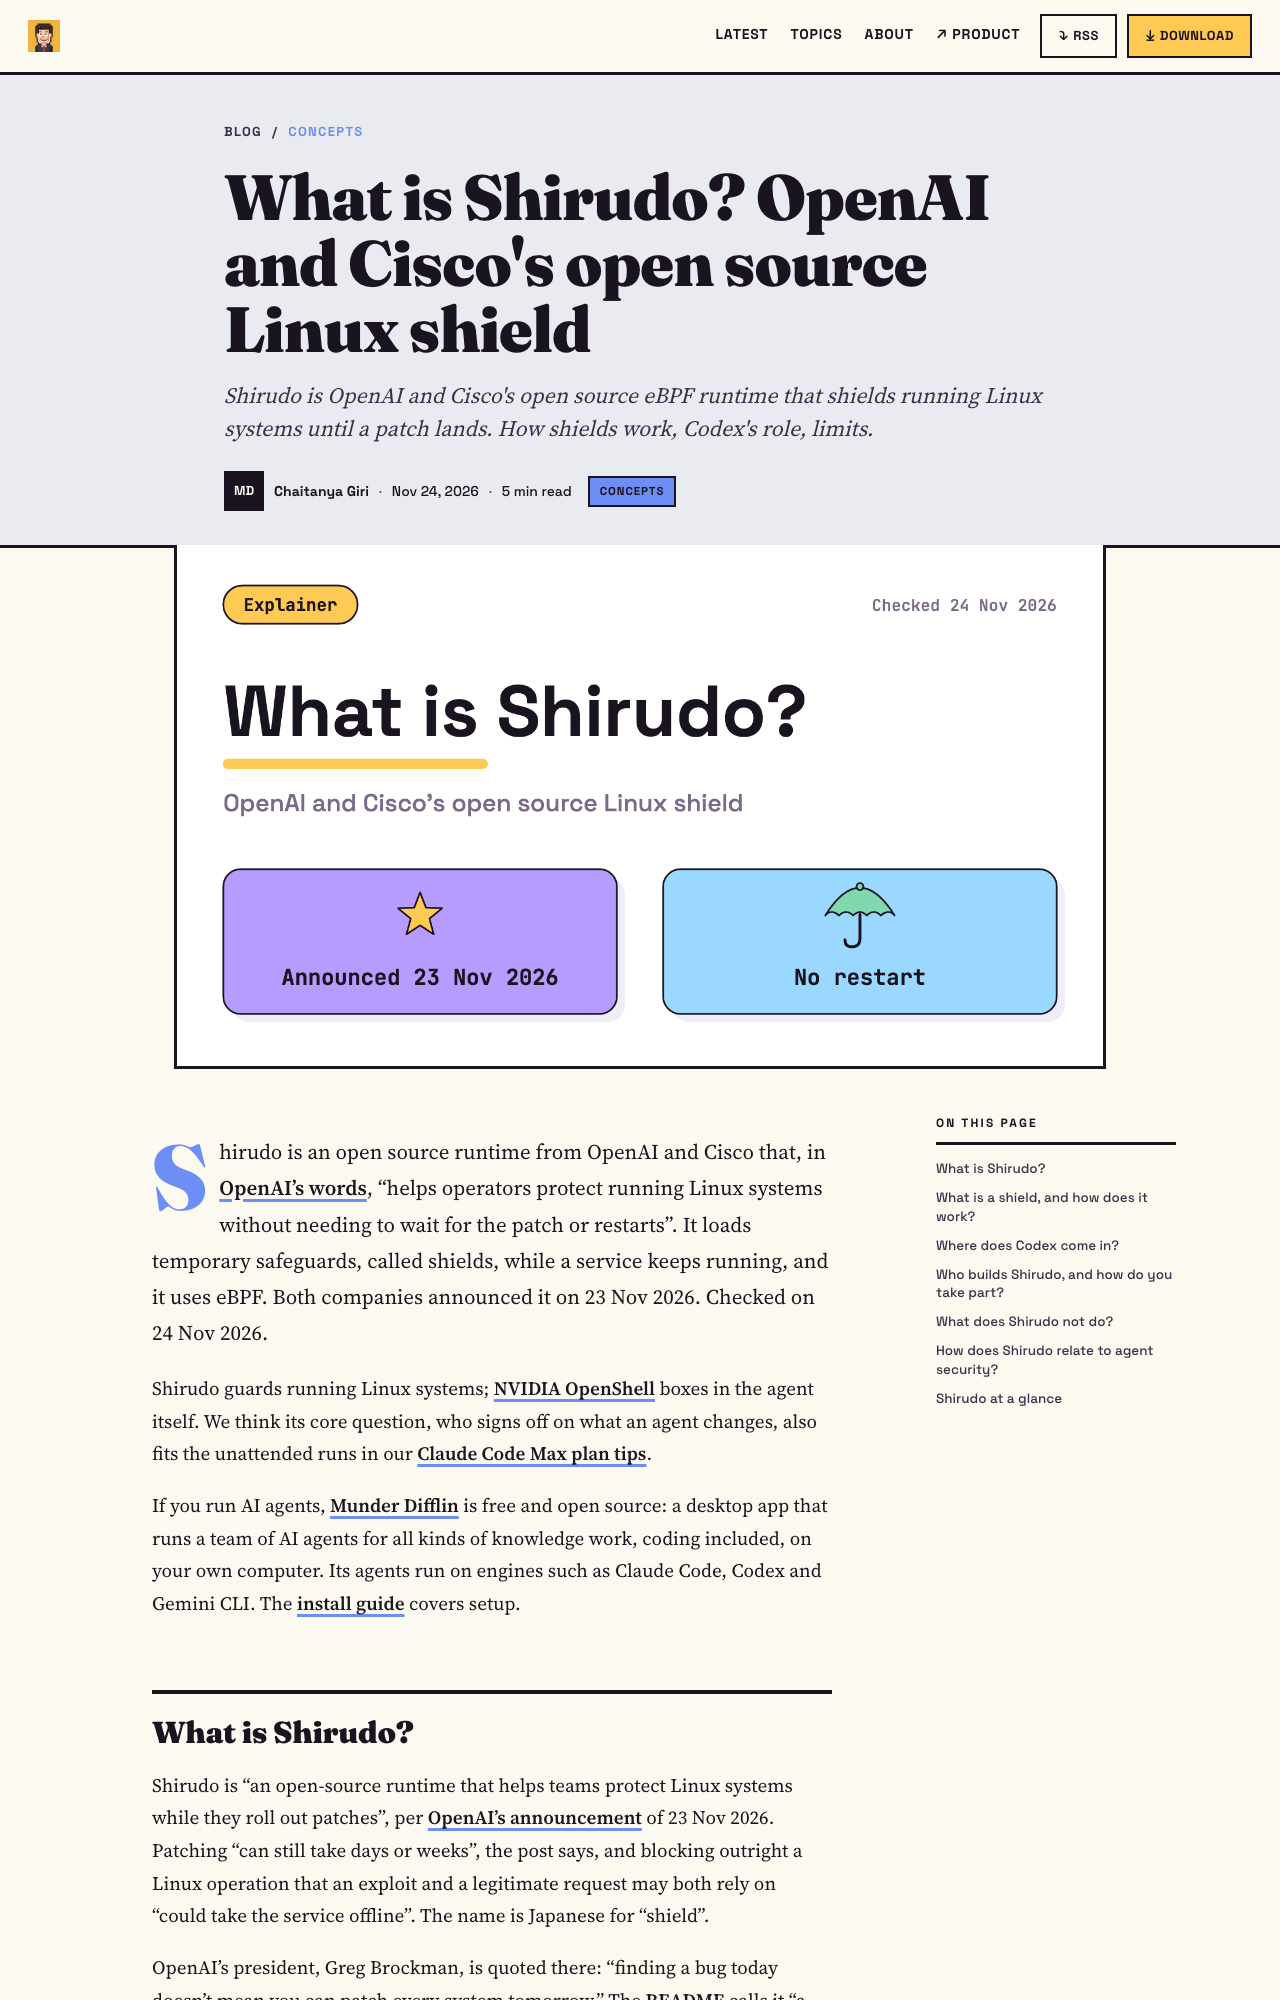 LATEST TOPICS ABOUT ↗ PRODUCT ⤵ RSS ⤓ DOWNLOAD
BLOG / CONCEPTS
What is Shirudo? OpenAI
and Cisco's open source
Linux shield
Shirudo is OpenAI and Cisco's open source eBPF runtime that shields running Linux
systems until a patch lands. How shields work, Codex's role, limits.
MD Chaitanya Giri · Nov 24, 2026 · 5 min read CONCEPTS
Explainer
Checked 24 Nov 2026
What is Shirudo?
OpenAI and Cisco’s open source Linux shield
Announced 23 Nov 2026
No restart
Shirudo is an open source runtime from OpenAI and Cisco that, in
OpenAI’s words, “helps operators protect running Linux systems
without needing to wait for the patch or restarts”. It loads
temporary safeguards, called shields, while a service keeps running, and
it uses eBPF. Both companies announced it on 23 Nov 2026. Checked on
24 Nov 2026.
Shirudo guards running Linux systems; NVIDIA OpenShell boxes in the agent
itself. We think its core question, who signs off on what an agent changes, also
fits the unattended runs in our Claude Code Max plan tips.
If you run AI agents, Munder Difflin is free and open source: a desktop app that
runs a team of AI agents for all kinds of knowledge work, coding included, on
your own computer. Its agents run on engines such as Claude Code, Codex and
Gemini CLI. The install guide covers setup.
ON THIS PAGE
What is Shirudo?
What is a shield, and how does it
work?
Where does Codex come in?
Who builds Shirudo, and how do you
take part?
What does Shirudo not do?
How does Shirudo relate to agent
security?
Shirudo at a glance
What is Shirudo?
Shirudo is “an open-source runtime that helps teams protect Linux systems
while they roll out patches”, per OpenAI’s announcement of 23 Nov 2026.
Patching “can still take days or weeks”, the post says, and blocking outright a
Linux operation that an exploit and a legitimate request may both rely on
“could take the service offline”. The name is Japanese for “shield”.
OpenAI’s president, Greg Brockman, is quoted there: “finding a bug today
doesn’t mean you can patch every system tomorrow.” The README calls it “a